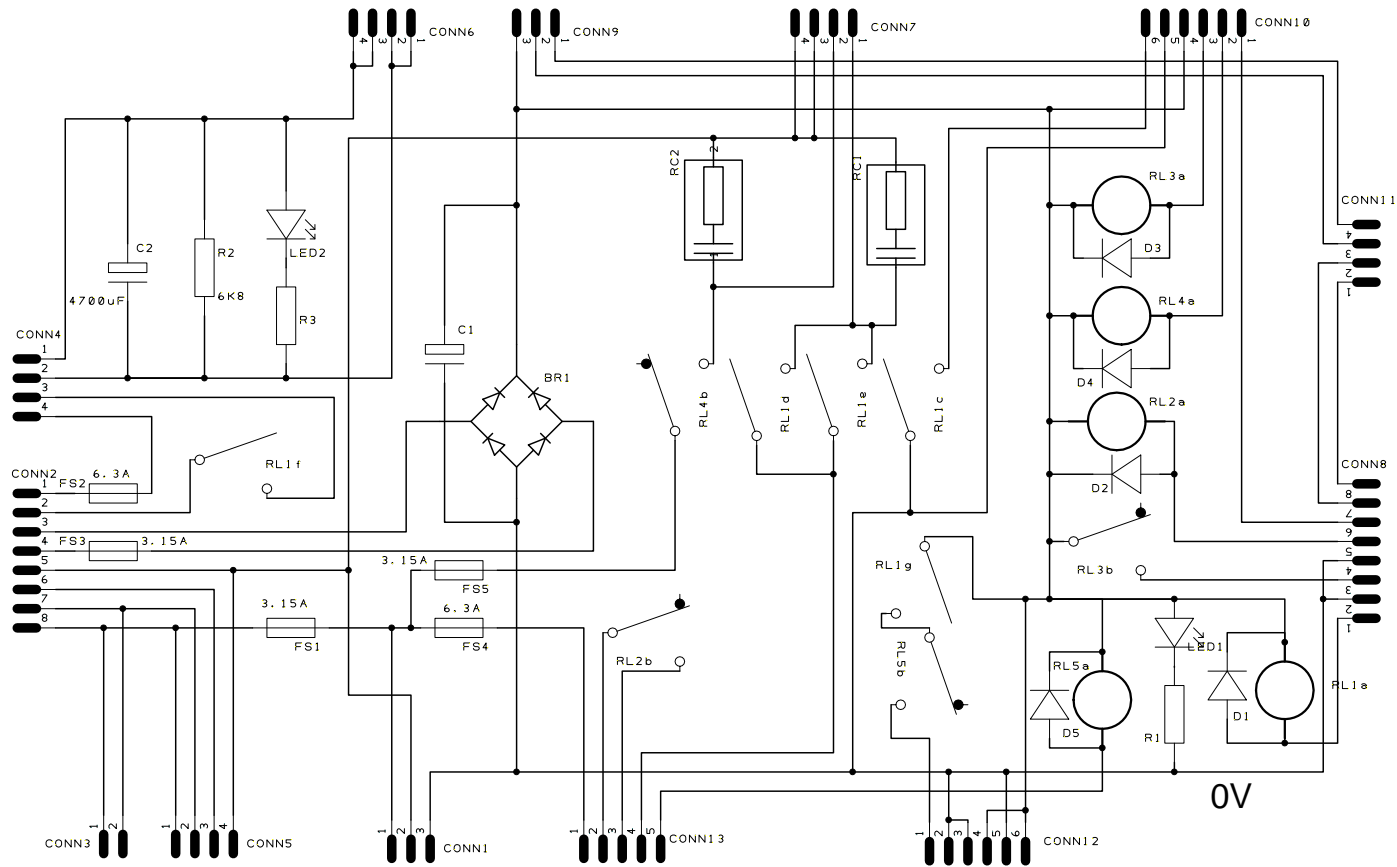 CONN6
4
3
2
1
CONN9
3
2
1
CONN7
4
3
2
1
CONN10
6
5
4
3
2
1
RC2
2
1
RC1
RL3a
D3
CONN11
4
3
2
1
C2
4700uF
R2
6K8
LED2
R3
RL4a
D4
CONN4
1
2
3
4
C1
BR1
RL4b
RL1d
RL1e
RL1c
RL2a
D2
CONN2
1
2
3
4
5
6
7
8
FS2
6.3A
RL1f
FS3
3.15A
3.15A
FS5
CONN8
8
7
6
5
4
3
2
1
RL3b
RL1g
3.15A
FS1
6.3A
FS4
RL2b
RL5b
RL5a
D5
LED1
R1
D1
RL1a
0V
CONN3
1
2
CONN5
1
2
3
4
CONN1
1
2
3
CONN13
1
2
3
4
5
CONN12
1
2
3
4
5
6